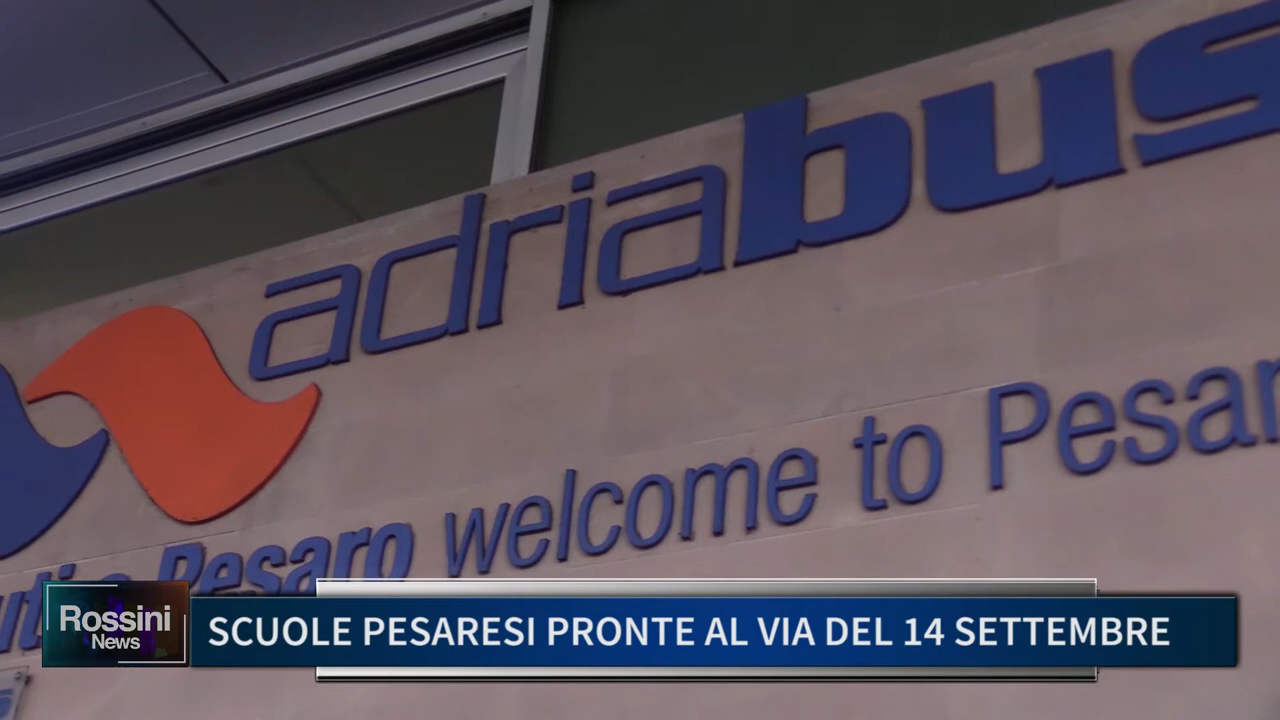 adriabus
Pesaro welcome to Pesar
Rossini
News
SCUOLE PESARESI PRONTE AL VIA DEL 14 SETTEMBRE